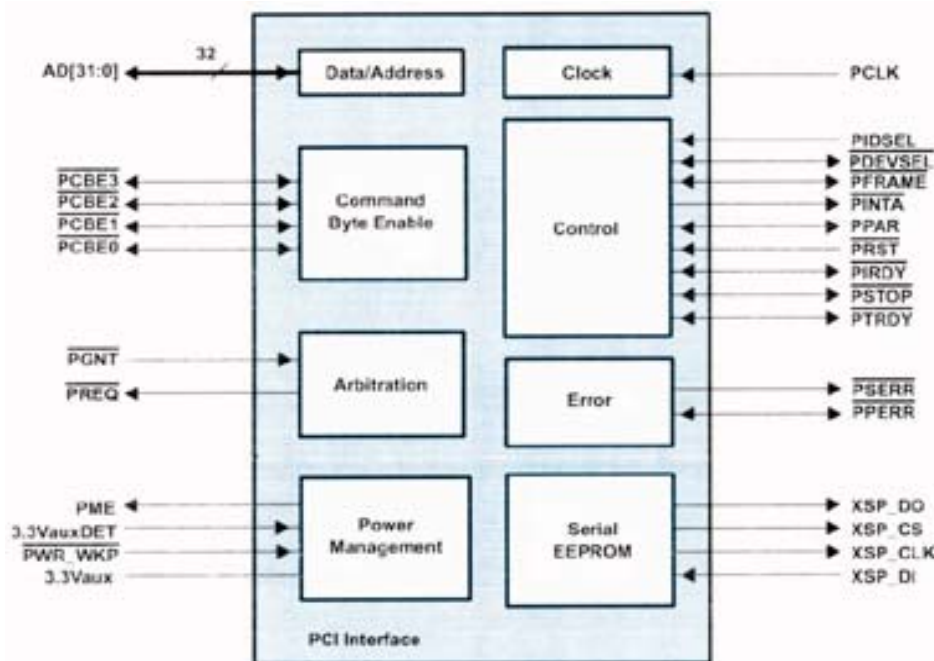 32
AD[31:0]
Data/Address
Clock
PCLK
PCBE3
PCBE2
PCBE1
PCBE0
Command
Byte Enable
Control
PIDSEL
PDEVSEL
PFRAME
PINTA
PPAR
PRST
PIRDY
PSTOP
PTRDY
PGNT
PREQ
Arbitration
Error
PSERR
PPERR
PME
3.3VauxDET
PWR_WKP
3.3Vaux
Power
Management
Serial
EEPROM
XSP_DO
XSP_CS
XSP_CLK
XSP_DI
PCI Interface